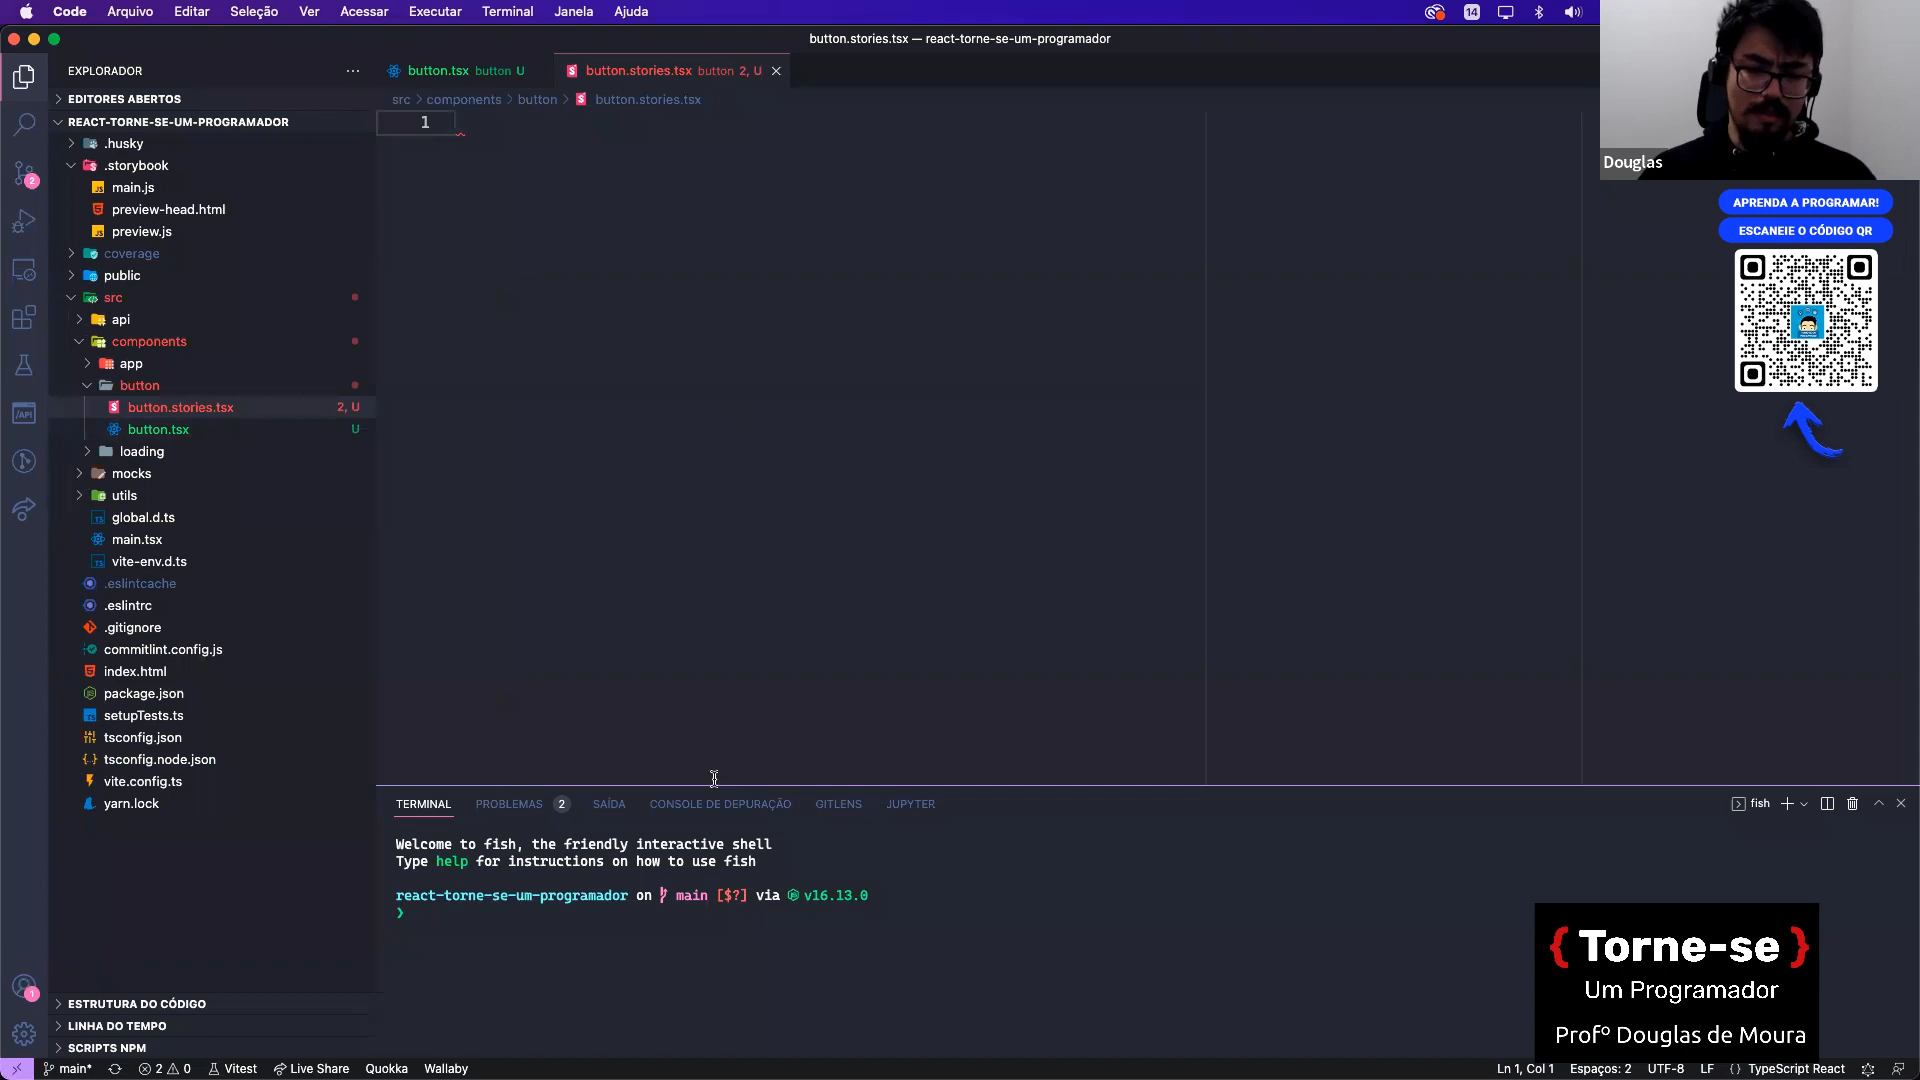 Code Arquivo Editar Seleção Ver Acessar Executar Terminal Janela Ajuda 14
button.stories.tsx — react-torne-se-um-programador
EXPLORADOR
button.tsx button U
button.stories.tsx button 2, U
src > components > button > button.stories.tsx
1
EDITORES ABERTOS
REACT-TORNE-SE-UM-PROGRAMADOR
.husky
.storybook
JS main.js
preview-head.html
JS preview.js
coverage
public
src
api
components
app
button
button.stories.tsx 2, U
button.tsx U
loading
mocks
utils
TS global.d.ts
main.tsx
TS vite-env.d.ts
.eslintcache
.eslintrc
.gitignore
commitlint.config.js
index.html
package.json
setupTests.ts
tsconfig.json
tsconfig.node.json
vite.config.ts
yarn.lock
ESTRUTURA DO CÓDIGO
LINHA DO TEMPO
SCRIPTS NPM
2
/API
1
Douglas
APRENDA A PROGRAMAR!
ESCANEIE O CÓDIGO QR
TERMINAL PROBLEMAS 2 SAÍDA CONSOLE DE DEPURAÇÃO GITLENS JUPYTER
fish
Welcome to fish, the friendly interactive shell
Type help for instructions on how to use fish
react-torne-se-um-programador on main [$?] via v16.13.0
❯
{ Torne-se }
Um Programador
Profº Douglas de Moura
main* 2 0 Vitest Live Share Quokka Wallaby
Ln 1, Col 1 Espaços: 2 UTF-8 LF { } TypeScript React